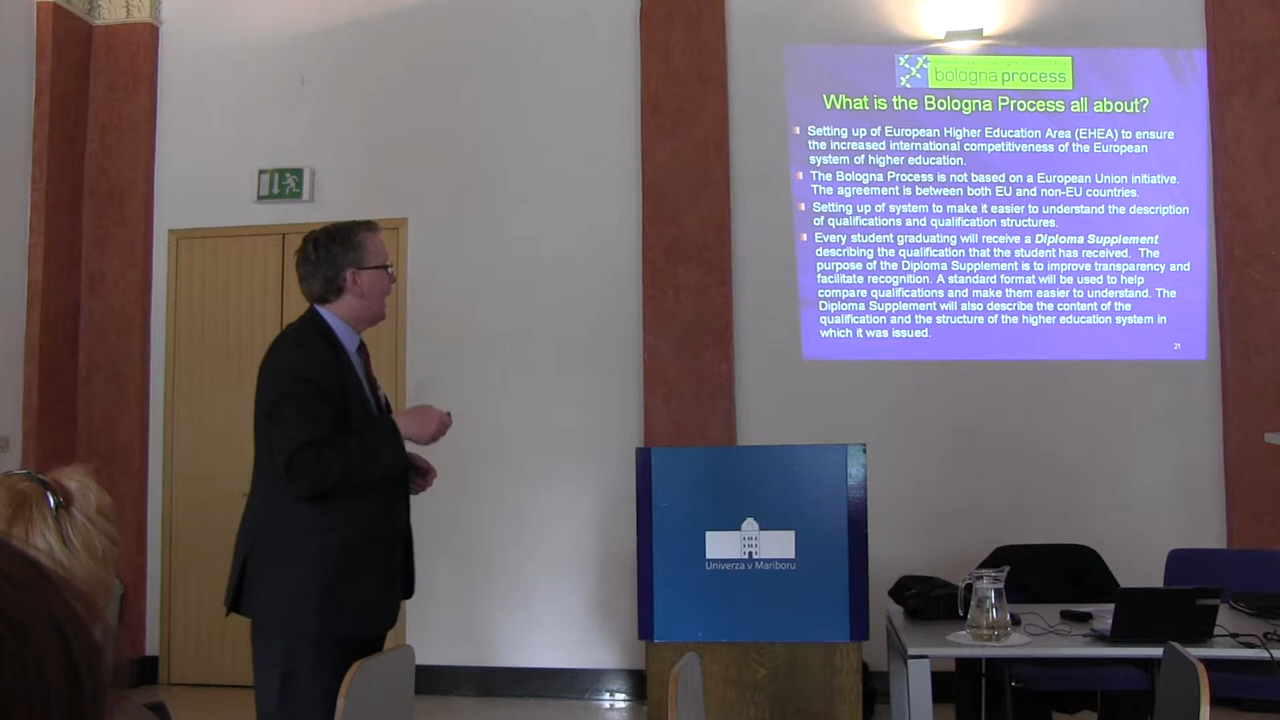 bologna process
What is the Bologna Process all about?
Setting up of European Higher Education Area (EHEA) to ensure
the increased international competitiveness of the European
system of higher education.
The Bologna Process is not based on a European Union initiative.
The agreement is between both EU and non-EU countries.
Setting up of system to make it easier to understand the description
of qualifications and qualification structures.
Every student graduating will receive a Diploma Supplement
describing the qualification that the student has received. The
purpose of the Diploma Supplement is to improve transparency and
facilitate recognition. A standard format will be used to help
compare qualifications and make them easier to understand. The
Diploma Supplement will also describe the content of the
qualification and the structure of the higher education system in
which it was issued.
21
Univerza v Mariboru